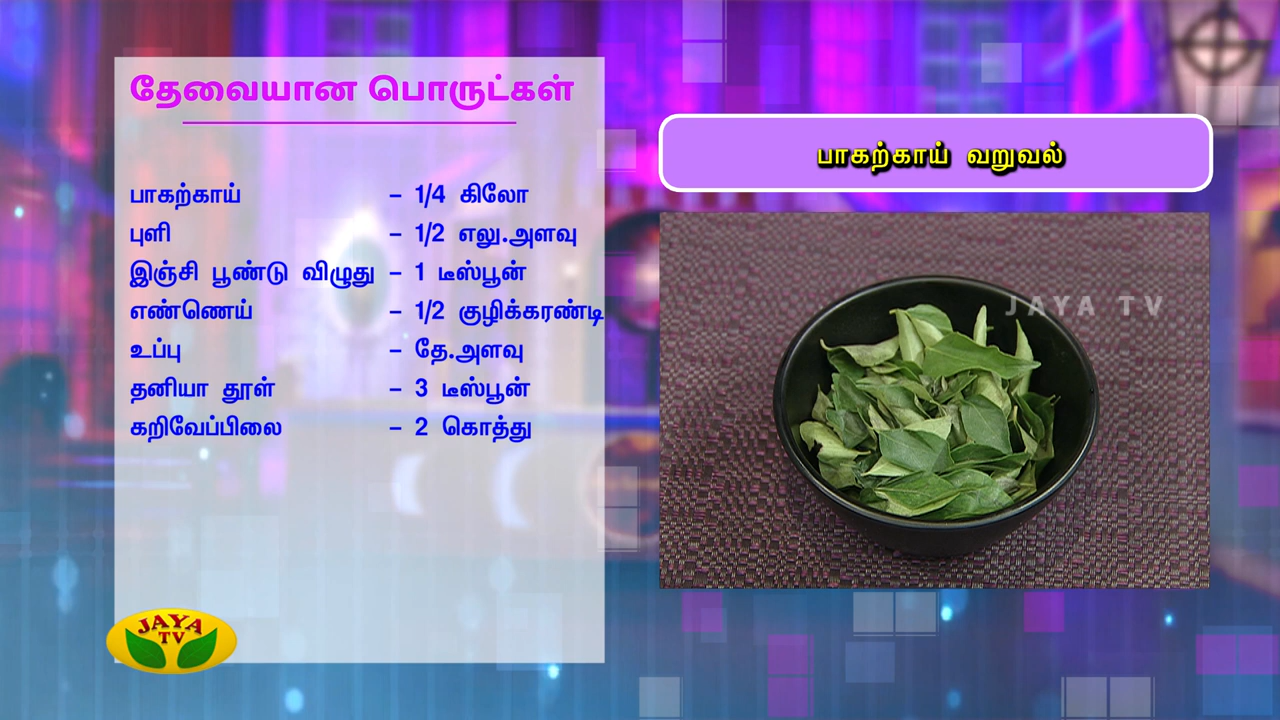 தேவையான பொருட்கள்
பாகற்காய் - 1/4 கிலோ
புளி - 1/2 எலு.அளவு
இஞ்சி பூண்டு விழுது - 1 டீஸ்பூன்
எண்ணெய் - 1/2 குழிக்கரண்டி
உப்பு - தே.அளவு
தனியா தூள் - 3 டீஸ்பூன்
கறிவேப்பிலை - 2 கொத்து
பாகற்காய் வறுவல்
JAYA TV
JAYA
TV